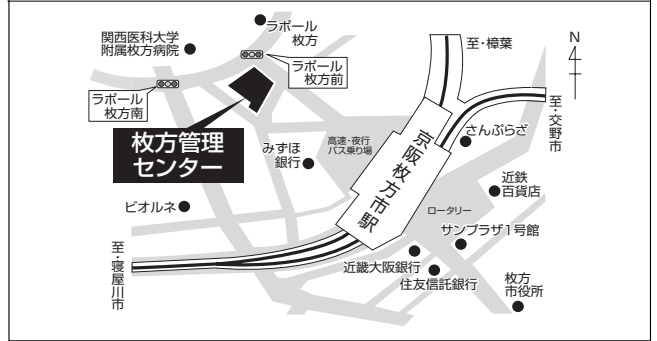 関西医科大学
附属枚方病院
ラポール
枚方
ラポール
枚方前
ラポール
枚方南
枚方管理
センター
至・樟葉
N
至・交野市
さんぷらざ
高速・夜行
バス乗り場
みずほ
銀行
京阪枚方市駅
近鉄
百貨店
ロータリー
サンプラザ1号館
ビオルネ
至・寝屋川市
近畿大阪銀行
住友信託銀行
枚方
市役所